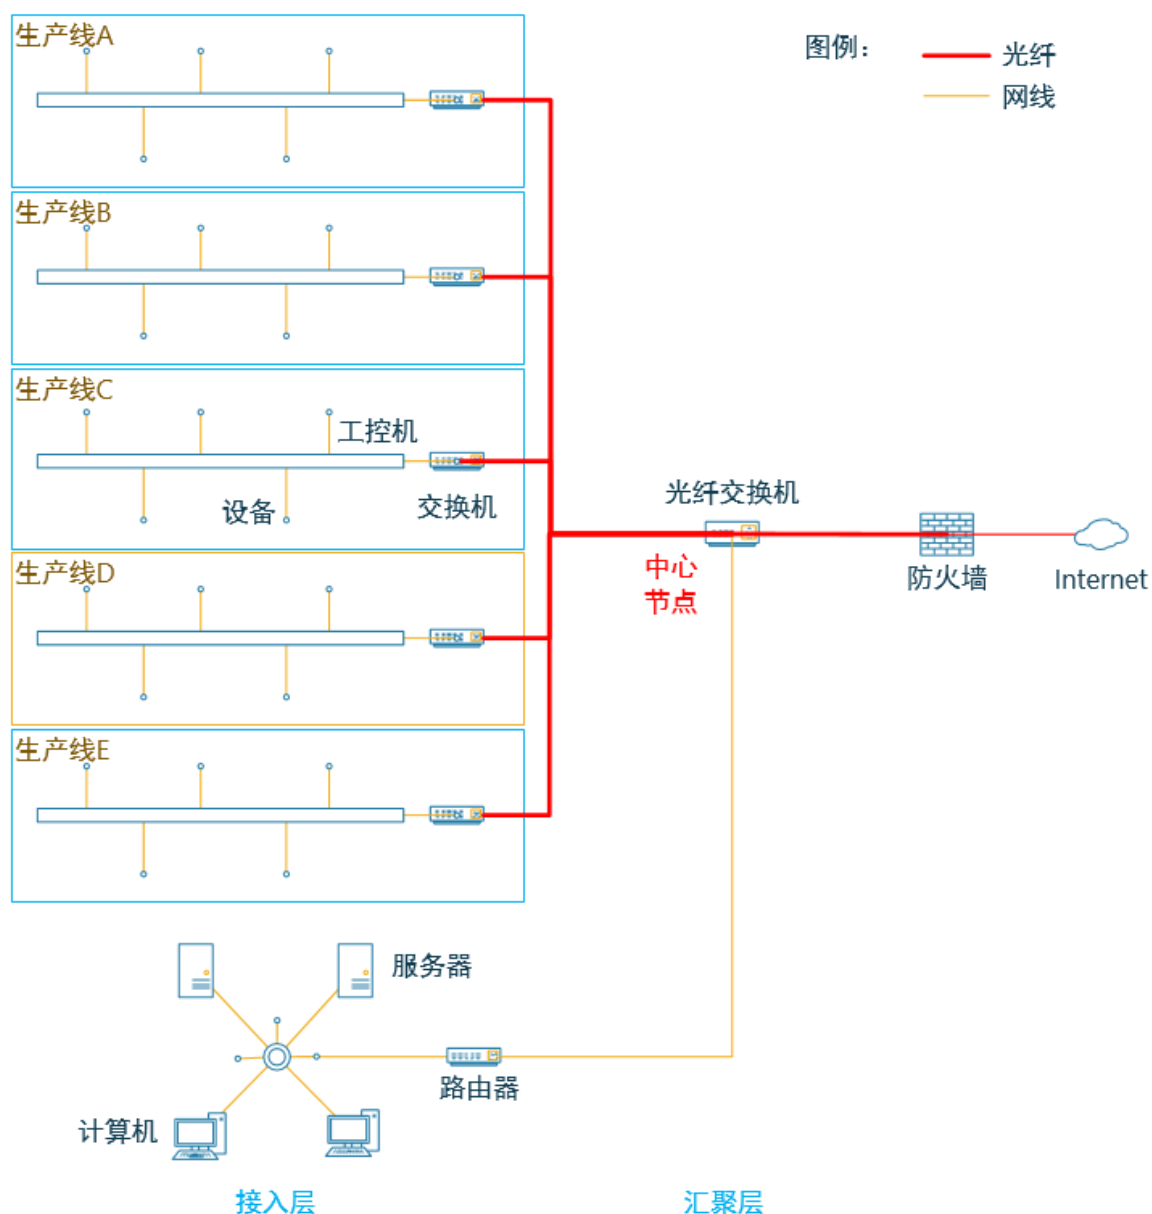 生产线A
图例：
光纤
网线
生产线B
生产线C
工控机
设备
交换机
光纤交换机
中心
节点
防火墙
Internet
生产线D
生产线E
服务器
路由器
计算机
接入层
汇聚层